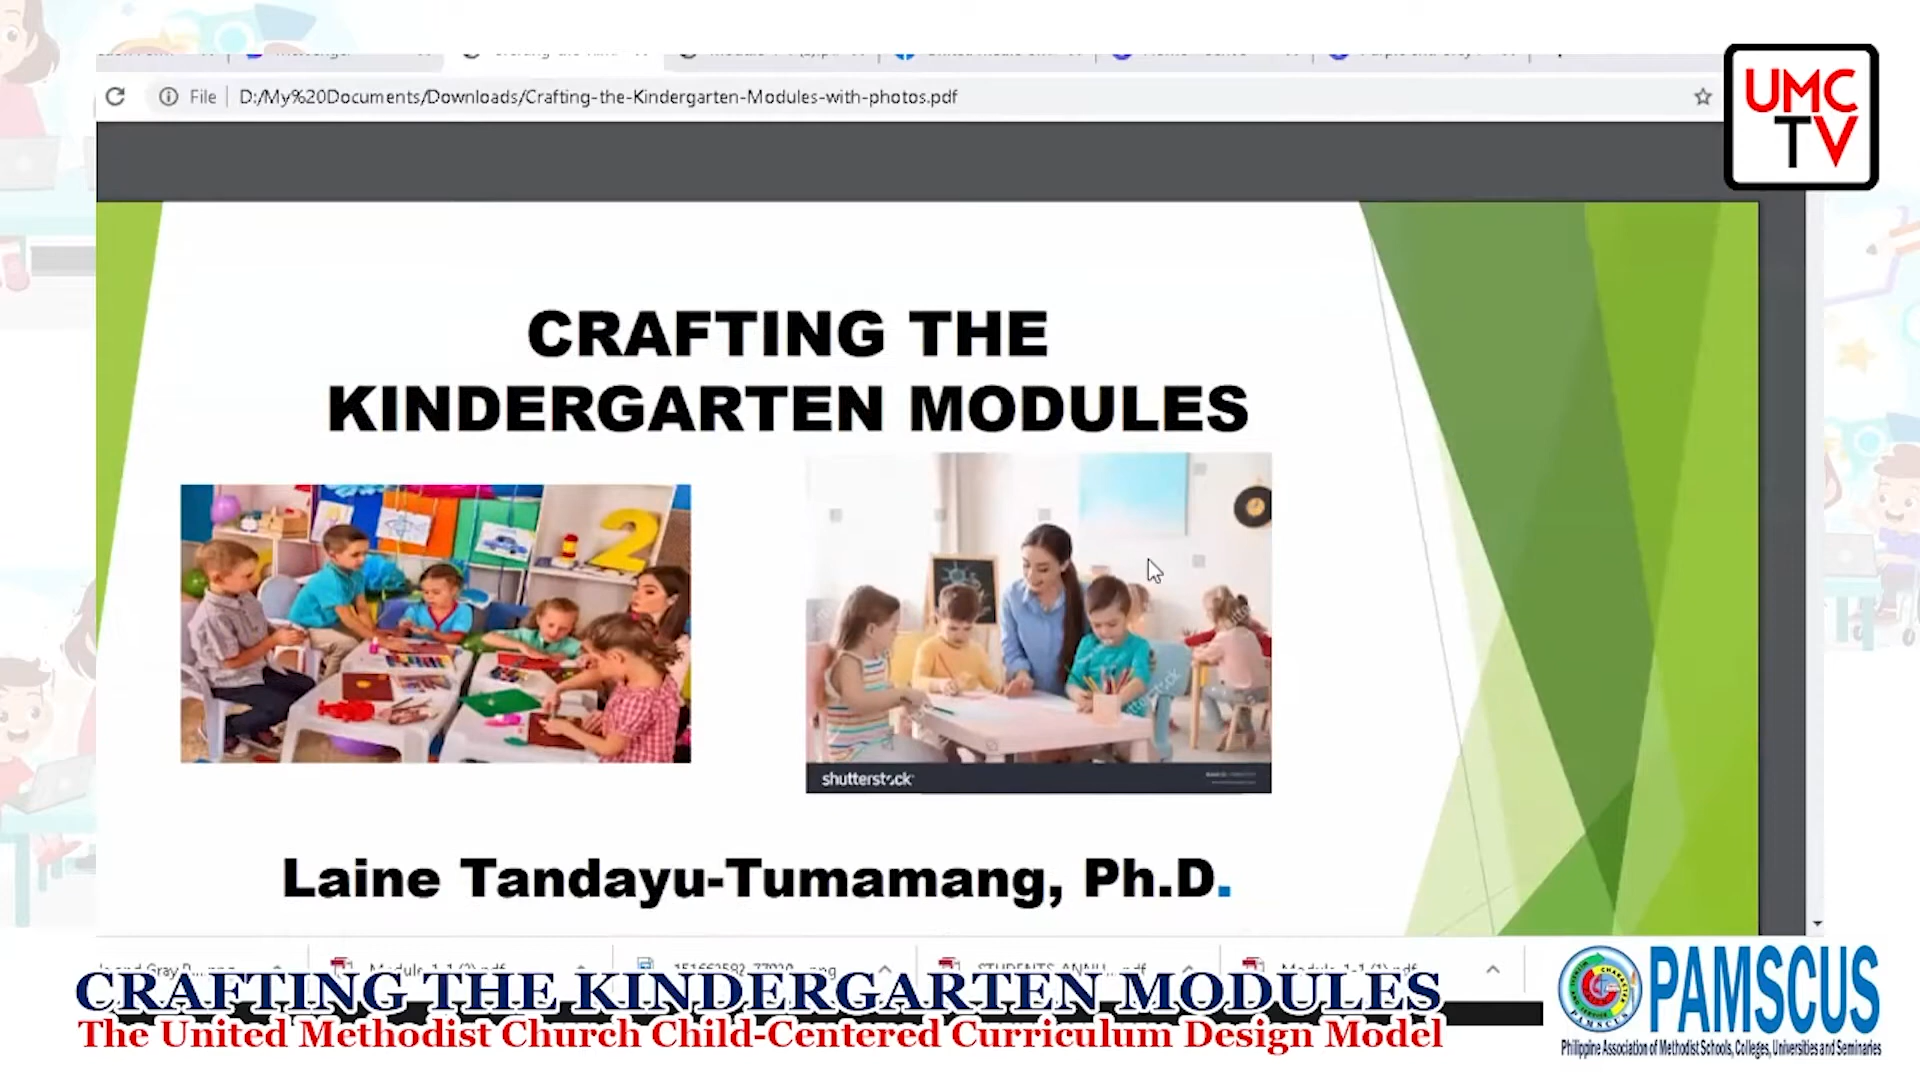 File
D:/My%20Documents/Downloads/Crafting-the-Kindergarten-Modules-with-photos.pdf
UMC
TV
CRAFTING THE
KINDERGARTEN MODULES
2
shutterstock
Laine Tandayu-Tumamang, Ph.D.
CRAFTING THE KINDERGARTEN MODULES
The United Methodist Church Child-Centered Curriculum Design Model
PAMSCUS
Philippine Association of Methodist Schools, Colleges, Universities and Seminaries